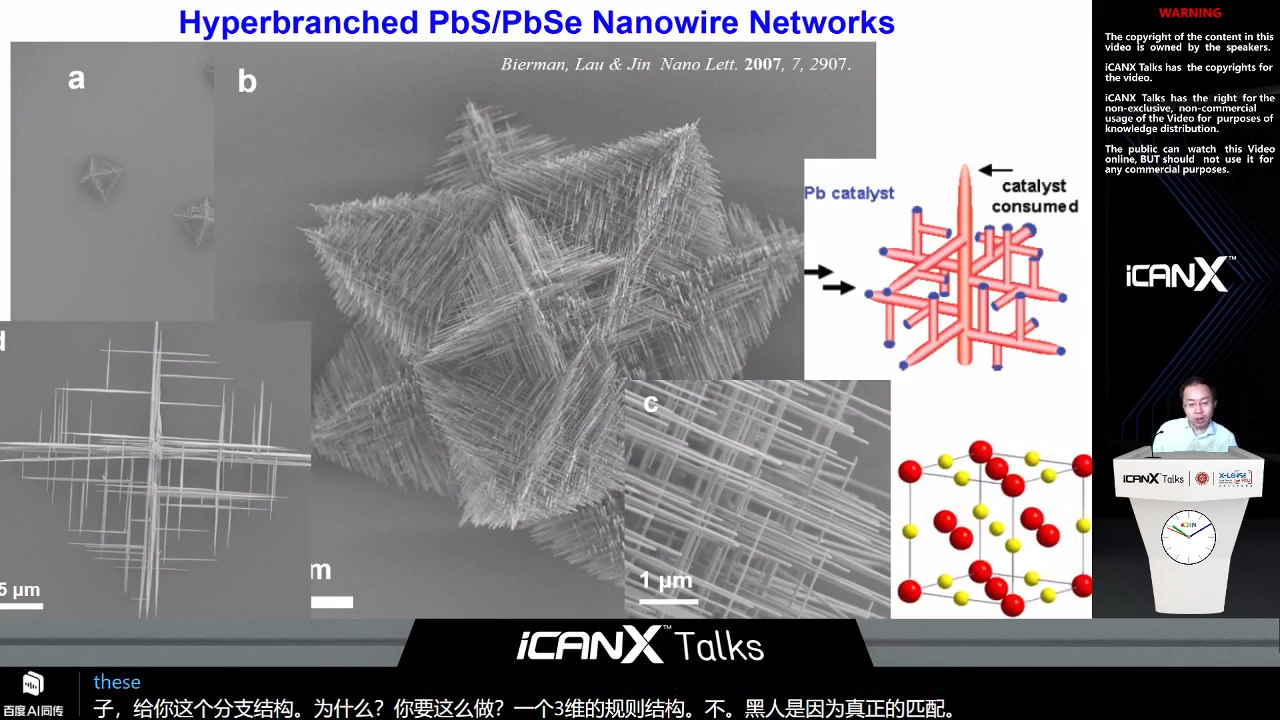 Hyperbranched PbS/PbSe Nanowire Networks
a
b
Bierman, Lau & Jin Nano Lett. 2007, 7, 2907.
Pb catalyst
catalyst
consumed
d
5 µm
m
c
1 µm
WARNING
The copyright of the content in this
video is owned by the speakers.
iCANX Talks has the copyrights for
the video.
iCANX Talks has the right for the
non-exclusive, non-commercial
usage of the Video for purposes of
knowledge distribution.
The public can watch this Video
online, BUT should not use it for
any commercial purposes.
iCANX™
iCANX Talks
X-LENSE
iCANX™ Talks
百度AI同传
these
子，给你这个分支结构。为什么？你要这么做？一个3维的规则结构。不。黑人是因为真正的匹配。